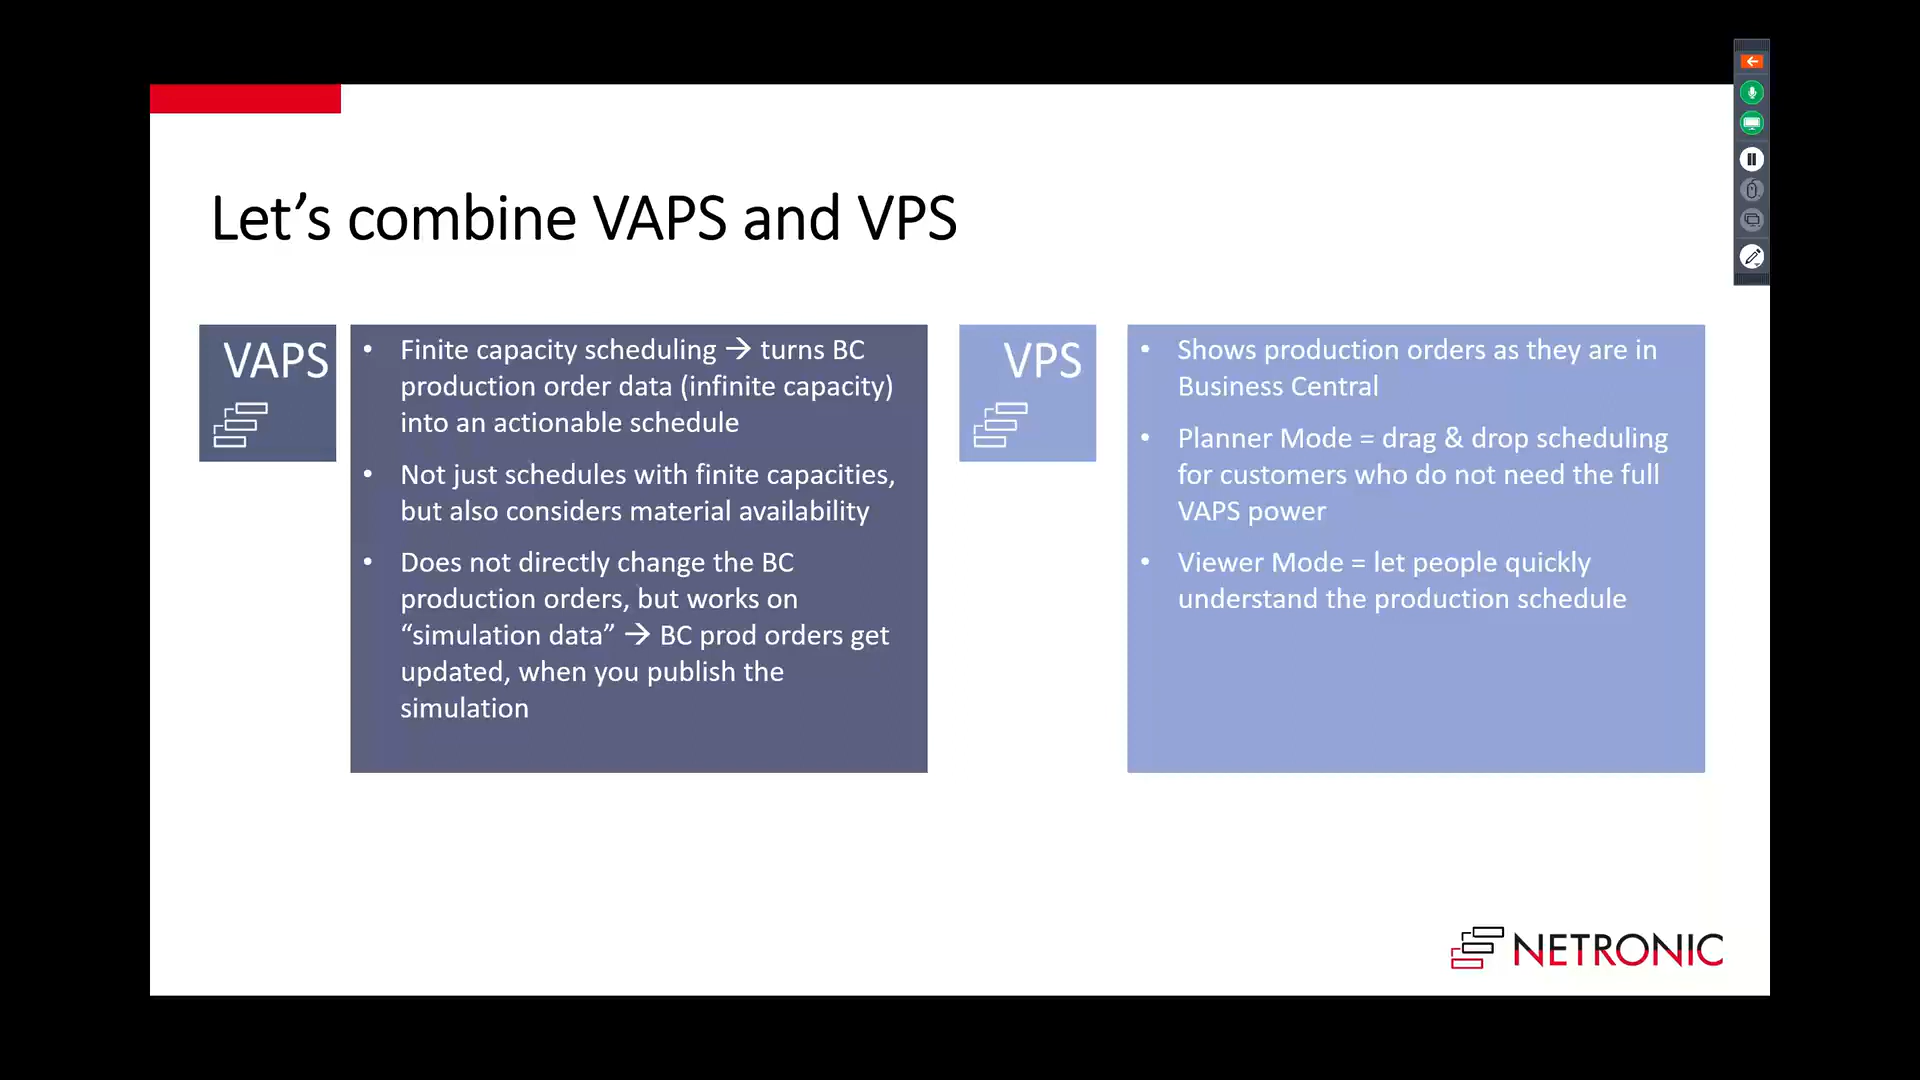 Let’s combine VAPS and VPS
VAPS
• Finite capacity scheduling → turns BC
production order data (infinite capacity)
into an actionable schedule
• Not just schedules with finite capacities,
but also considers material availability
• Does not directly change the BC
production orders, but works on
“simulation data” → BC prod orders get
updated, when you publish the
simulation
VPS
• Shows production orders as they are in
Business Central
• Planner Mode = drag & drop scheduling
for customers who do not need the full
VAPS power
• Viewer Mode = let people quickly
understand the production schedule
NETRONIC